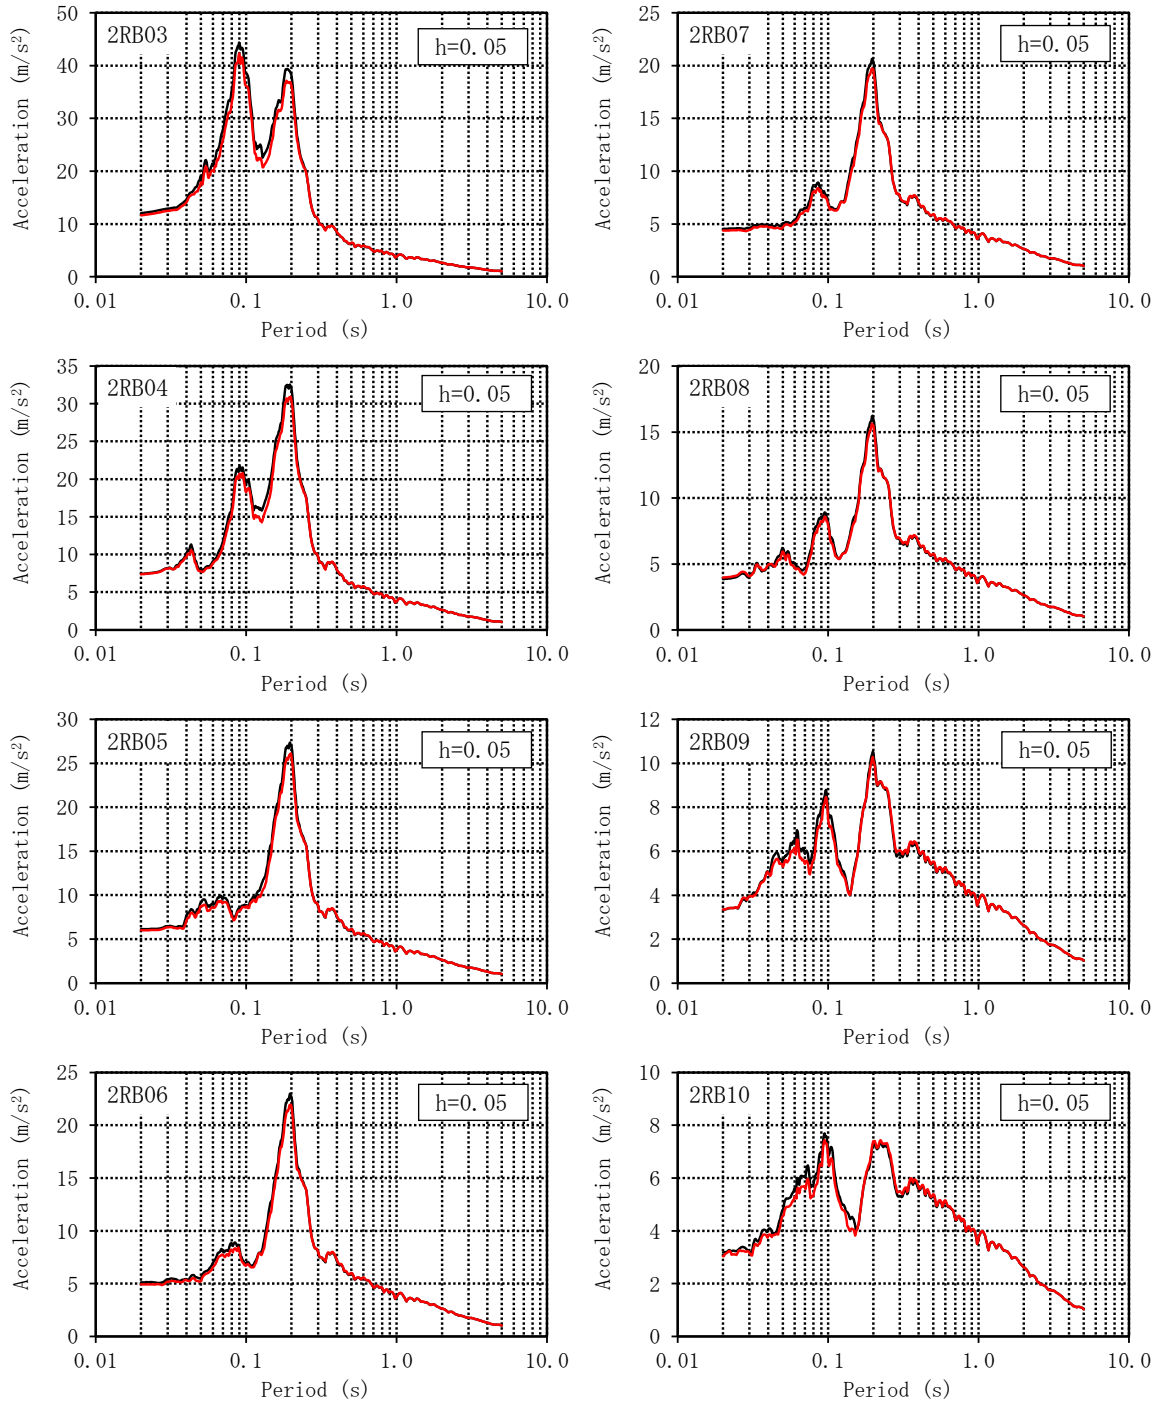 2RB03
h=0.05
Acceleration (m/s²)
50
40
30
20
10
0
0.01
0.1
1.0
10.0
Period (s)
2RB07
h=0.05
Acceleration (m/s²)
25
20
15
10
5
0
0.01
0.1
1.0
10.0
Period (s)
2RB04
h=0.05
Acceleration (m/s²)
35
30
25
20
15
10
5
0
0.01
0.1
1.0
10.0
Period (s)
2RB08
h=0.05
Acceleration (m/s²)
20
15
10
5
0
0.01
0.1
1.0
10.0
Period (s)
2RB05
h=0.05
Acceleration (m/s²)
30
25
20
15
10
5
0
0.01
0.1
1.0
10.0
Period (s)
2RB09
h=0.05
Acceleration (m/s²)
12
10
8
6
4
2
0
0.01
0.1
1.0
10.0
Period (s)
2RB06
h=0.05
Acceleration (m/s²)
25
20
15
10
5
0
0.01
0.1
1.0
10.0
Period (s)
2RB10
h=0.05
Acceleration (m/s²)
10
8
6
4
2
0
0.01
0.1
1.0
10.0
Period (s)